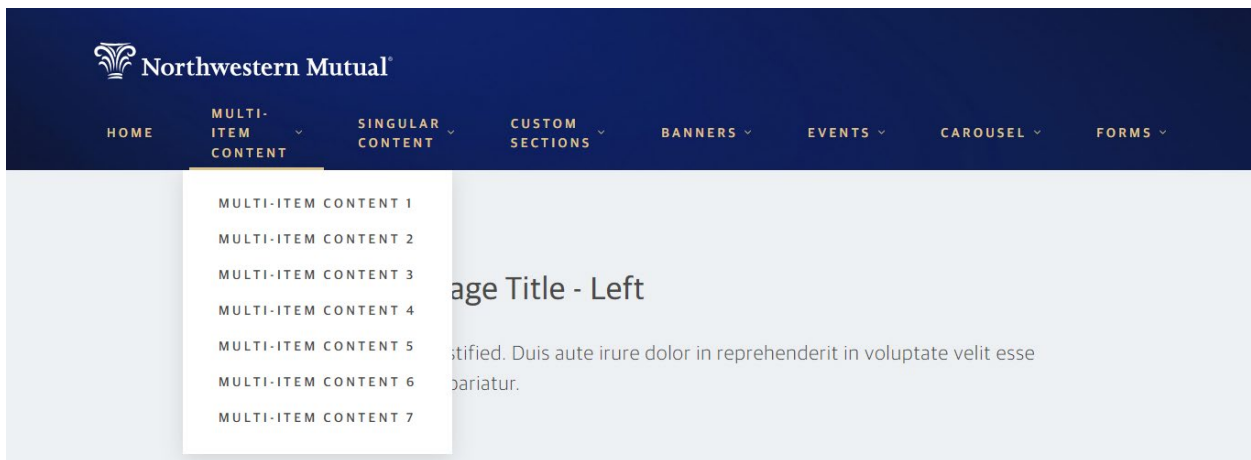 Northwestern Mutual®
HOME
MULTI-
ITEM
CONTENT
SINGULAR
CONTENT
CUSTOM
SECTIONS
BANNERS
EVENTS
CAROUSEL
FORMS
MULTI-ITEM CONTENT 1
MULTI-ITEM CONTENT 2
MULTI-ITEM CONTENT 3
MULTI-ITEM CONTENT 4
MULTI-ITEM CONTENT 5
MULTI-ITEM CONTENT 6
MULTI-ITEM CONTENT 7
age Title - Left
stified. Duis aute irure dolor in reprehenderit in voluptate velit esse
pariatur.